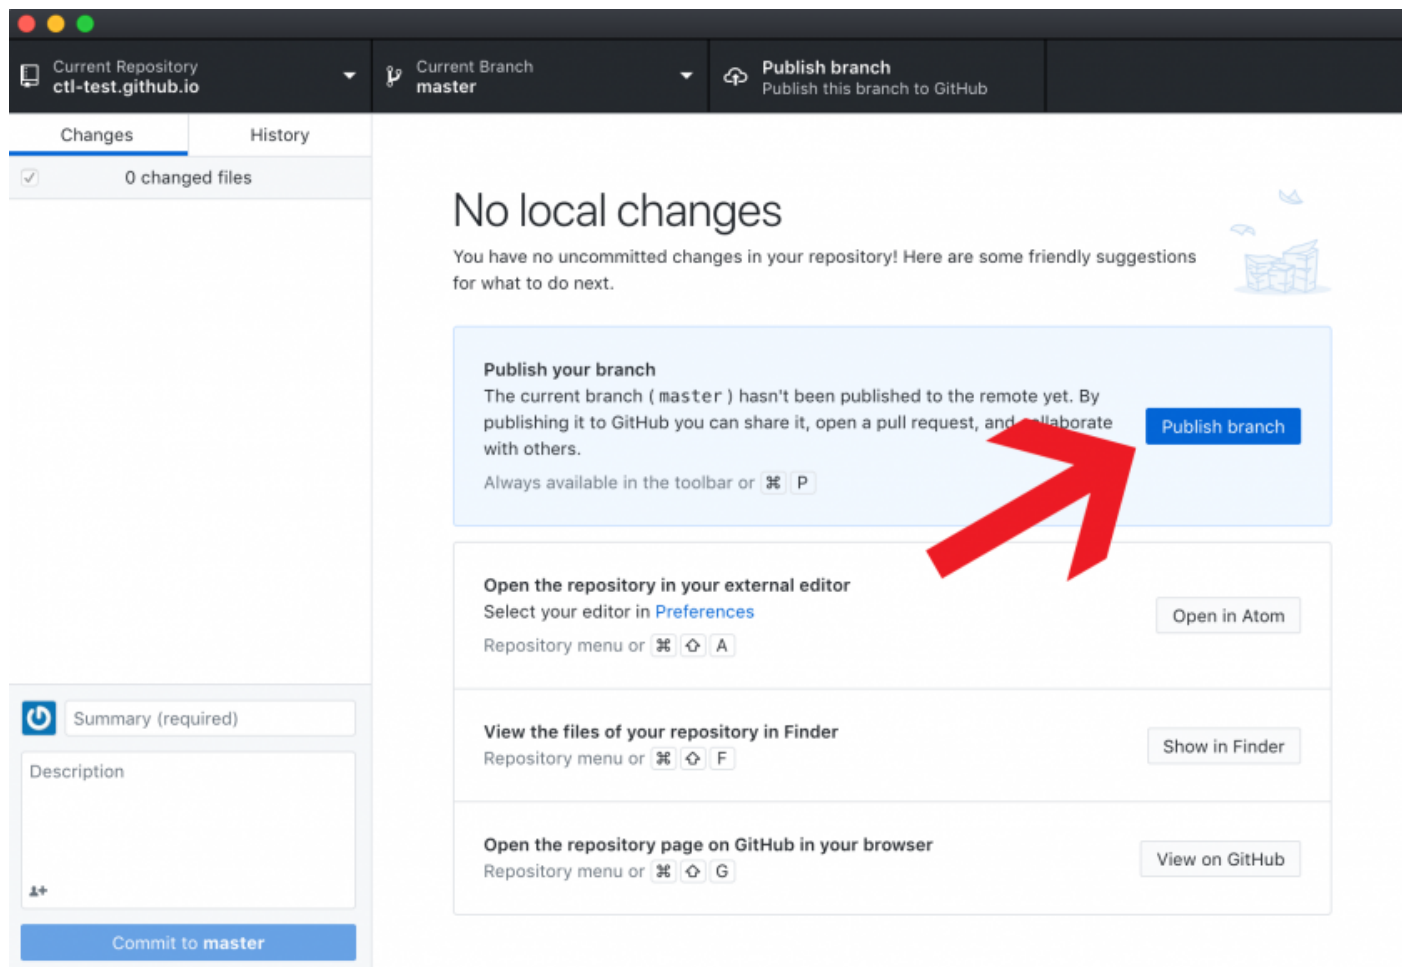 Current Repository
ctl-test.github.io
Current Branch
master
Publish branch
Publish this branch to GitHub
Changes
History
0 changed files
No local changes
You have no uncommitted changes in your repository! Here are some friendly suggestions
for what to do next.
Publish your branch
The current branch (master) hasn't been published to the remote yet. By
publishing it to GitHub you can share it, open a pull request, and collaborate
with others.
Always available in the toolbar or ⌘ P
Publish branch
Open the repository in your external editor
Select your editor in Preferences
Repository menu or ⌘ ⇧ A
Open in Atom
View the files of your repository in Finder
Repository menu or ⌘ ⇧ F
Show in Finder
Open the repository page on GitHub in your browser
Repository menu or ⌘ ⇧ G
View on GitHub
Summary (required)
Description
Commit to master